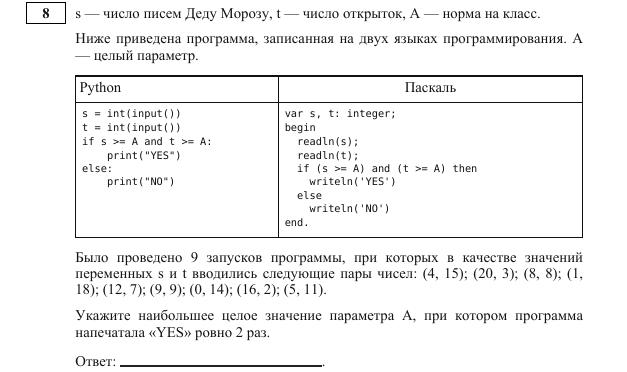 8
s — число писем Деду Морозу, t — число открыток, A — норма на класс.
Ниже приведена программа, записанная на двух языках программирования. A
— целый параметр.
Python
Паскаль
s = int(input())
t = int(input())
if s >= A and t >= A:
    print("YES")
else:
    print("NO")
var s, t: integer;
begin
  readln(s);
  readln(t);
  if (s >= A) and (t >= A) then
    writeln('YES')
  else
    writeln('NO')
end.
Было проведено 9 запусков программы, при которых в качестве значений
переменных s и t вводились следующие пары чисел: (4, 15); (20, 3); (8, 8); (1,
18); (12, 7); (9, 9); (0, 14); (16, 2); (5, 11).
Укажите наибольшее целое значение параметра A, при котором программа
напечатала «YES» ровно 2 раз.
Ответ: ____________________.